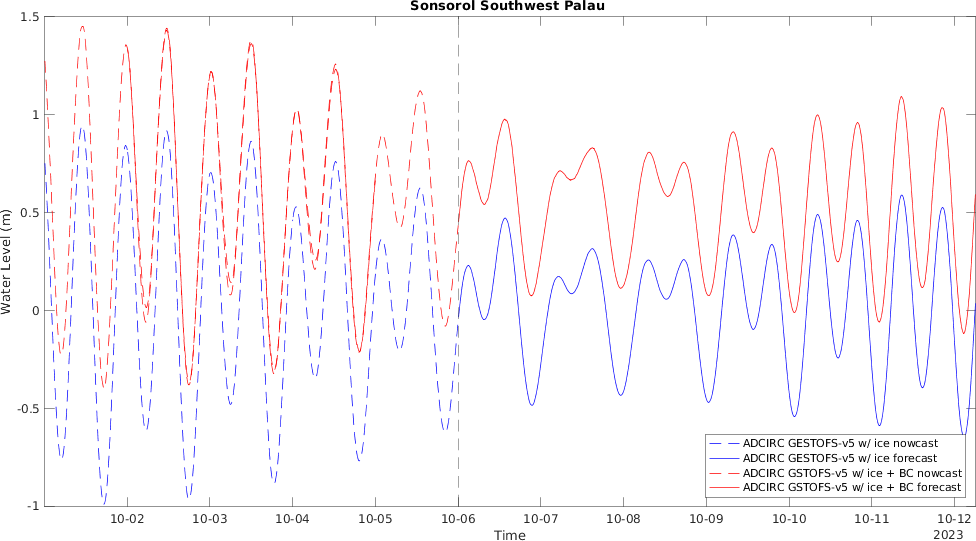 Sonsorol Southwest Palau
1.5
1
0.5
0
-0.5
-1
Water Level (m)
10-02
10-03
10-04
10-05
10-06
10-07
10-08
10-09
10-10
10-11
10-12
Time
2023
ADCIRC GESTOFS-v5 w/ ice nowcast
ADCIRC GESTOFS-v5 w/ ice forecast
ADCIRC GSTOFS-v5 w/ ice + BC nowcast
ADCIRC GSTOFS-v5 w/ ice + BC forecast